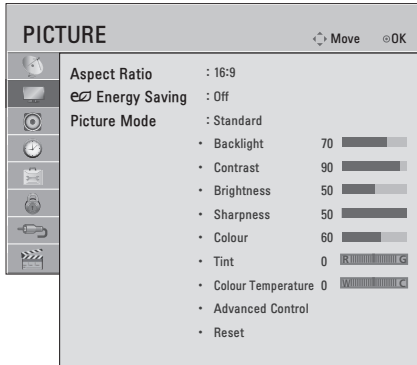 PICTURE Move ⊙OK
Aspect Ratio : 16:9
Energy Saving : Off
Picture Mode : Standard
• Backlight 70
• Contrast 90
• Brightness 50
• Sharpness 50
• Colour 60
• Tint 0 R G
• Colour Temperature 0 W C
• Advanced Control
• Reset